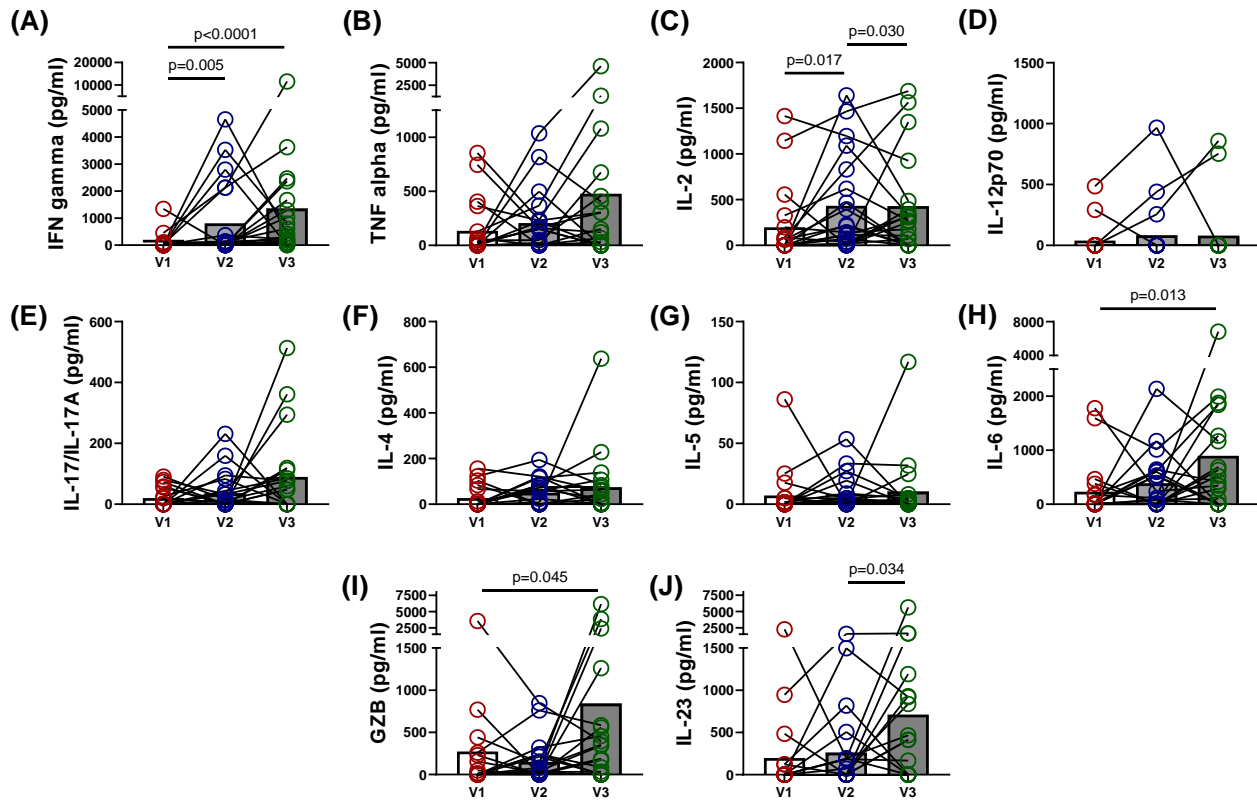 (A)
IFN gamma (pg/ml)
20000
15000
10000
5000
5000
4000
3000
2000
1000
0
p<0.0001
p=0.005
V1 V2 V3
(B)
TNF alpha (pg/ml)
5000
2500
1000
500
0
V1 V2 V3
(C)
IL-2 (pg/ml)
2000
1500
1000
500
0
p=0.030
p=0.017
V1 V2 V3
(D)
IL-12p70 (pg/ml)
1500
1000
500
0
V1 V2 V3
(E)
IL-17/IL-17A (pg/ml)
600
400
200
0
V1 V2 V3
(F)
IL-4 (pg/ml)
800
600
400
200
0
V1 V2 V3
(G)
IL-5 (pg/ml)
150
100
50
0
V1 V2 V3
(H)
IL-6 (pg/ml)
8000
4000
2000
1000
0
p=0.013
V1 V2 V3
(I)
GZB (pg/ml)
7500
5000
2500
1500
1000
500
0
p=0.045
V1 V2 V3
(J)
IL-23 (pg/ml)
7500
5000
2500
1500
1000
500
0
p=0.034
V1 V2 V3